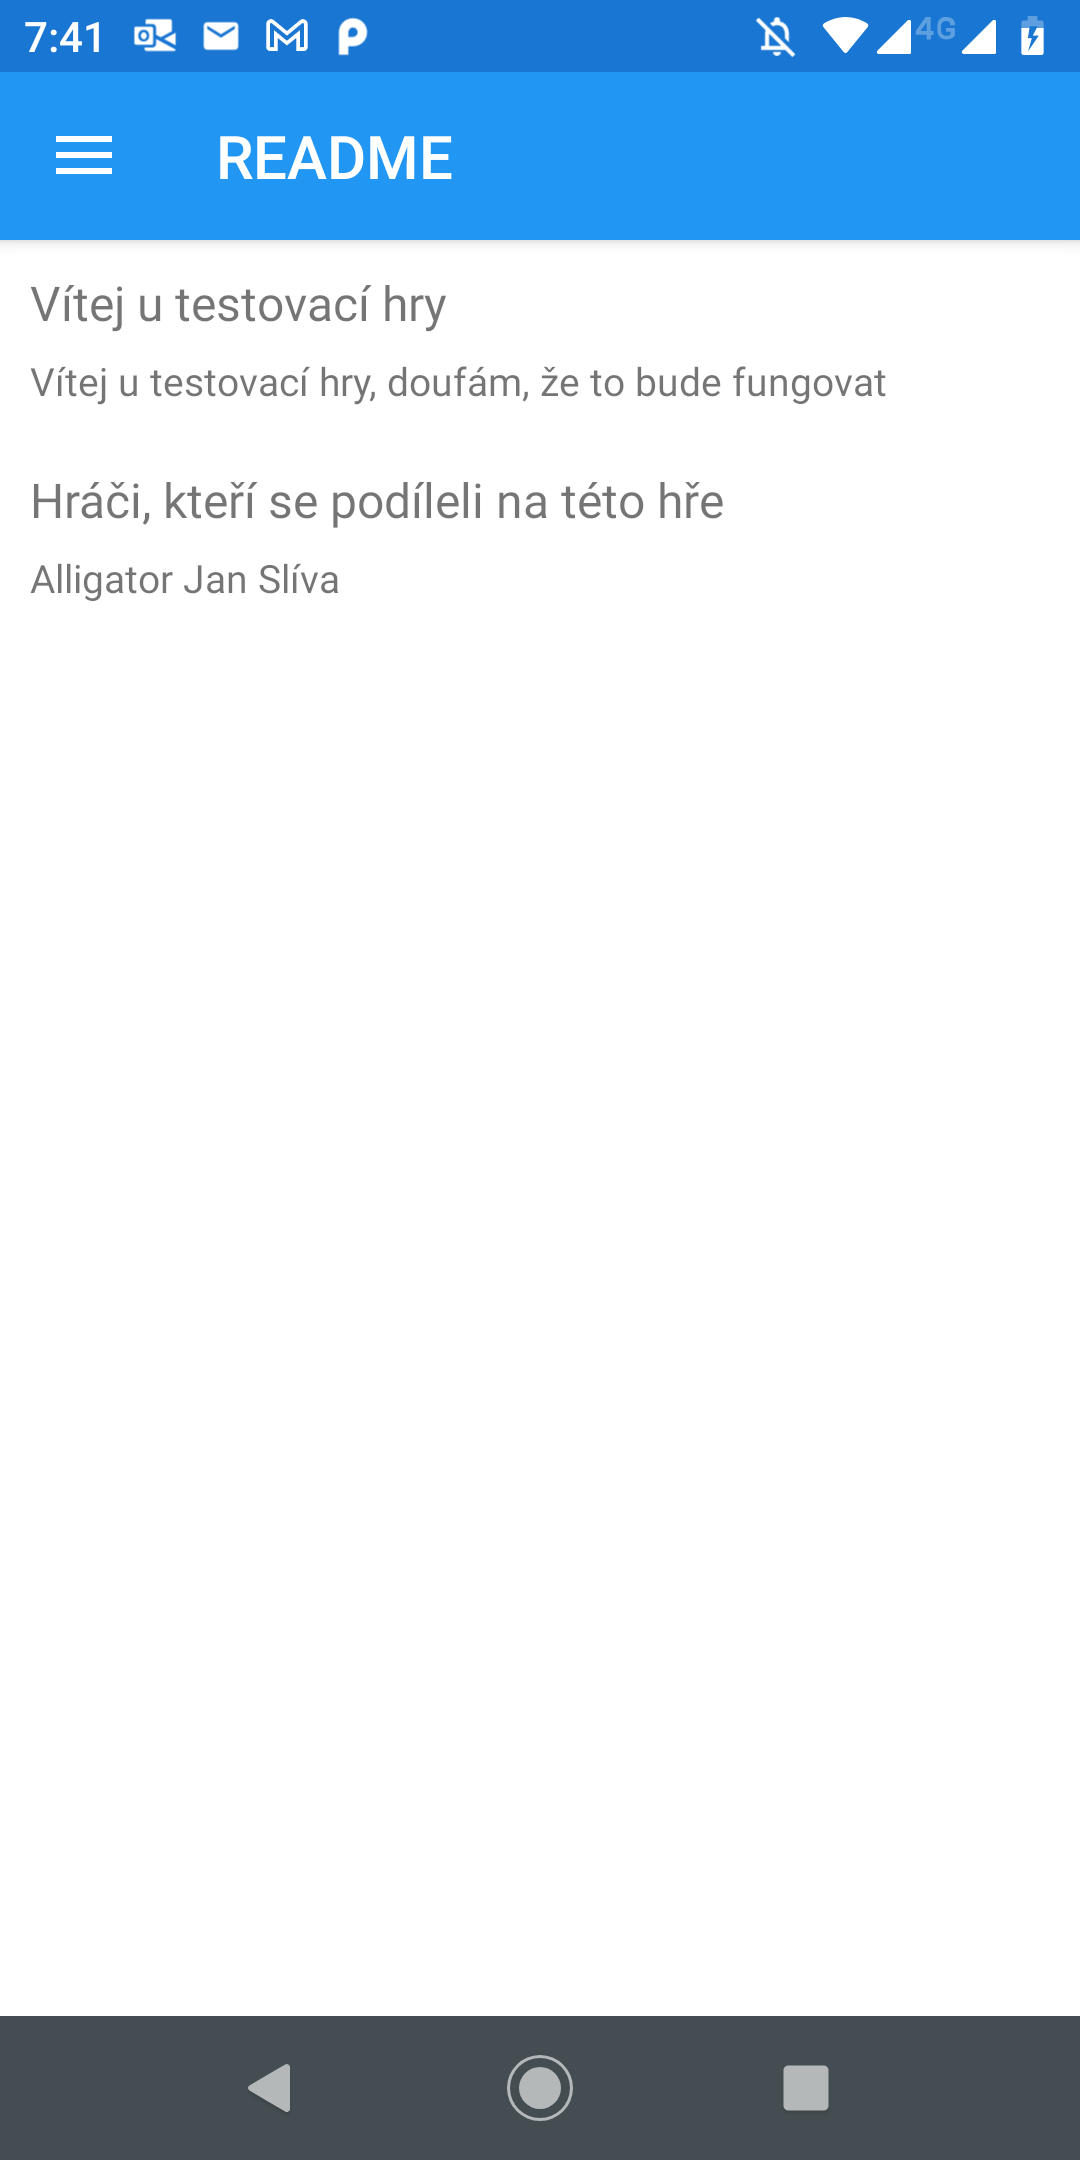 7:41
4G
README
Vítej u testovací hry
Vítej u testovací hry, doufám, že to bude fungovat
Hráči, kteří se podíleli na této hře
Alligator Jan Slíva